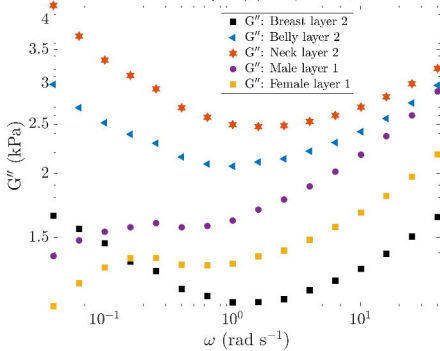 4
3.5
3
2.5
2
1.5
G″ (kPa)
G″: Breast layer 2
G″: Belly layer 2
G″: Neck layer 2
G″: Male layer 1
G″: Female layer 1
10⁻¹
10⁰
10¹
ω (rad s⁻¹)